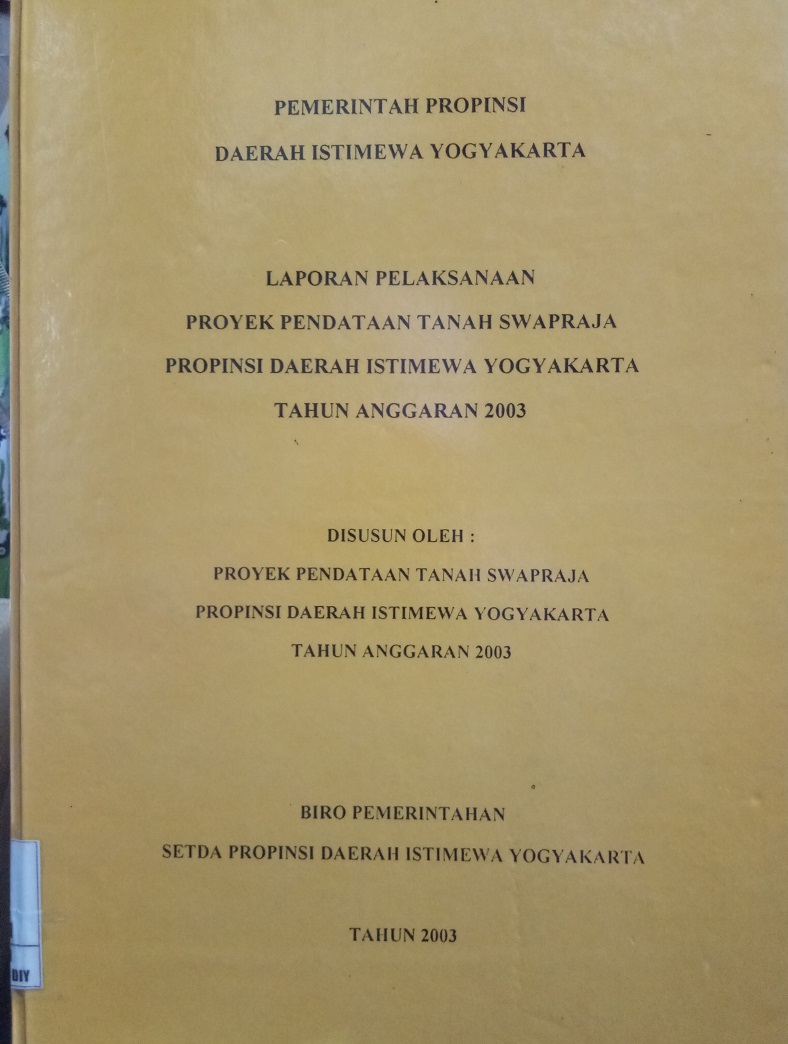 PEMERINTAH PROPINSI
DAERAH ISTIMEWA YOGYAKARTA
LAPORAN PELAKSANAAN
PROYEK PENDATAAN TANAH SWAPRAJA
PROPINSI DAERAH ISTIMEWA YOGYAKARTA
TAHUN ANGGARAN 2003
DISUSUN OLEH :
PROYEK PENDATAAN TANAH SWAPRAJA
PROPINSI DAERAH ISTIMEWA YOGYAKARTA
TAHUN ANGGARAN 2003
BIRO PEMERINTAHAN
SETDA PROPINSI DAERAH ISTIMEWA YOGYAKARTA
TAHUN 2003
DIY